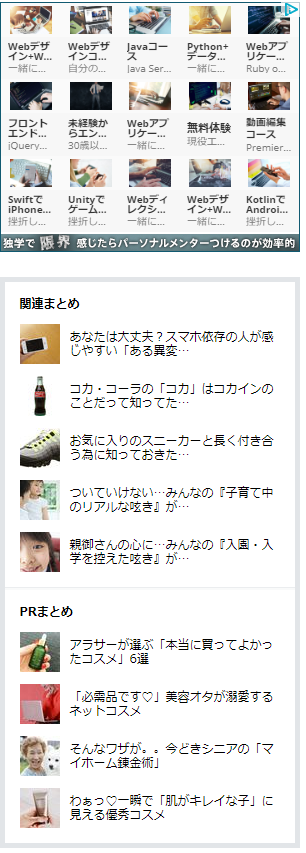 Webデザ
イン+W…
一緒に…
Webデザ
インコ…
自分の…
Javaコー
ス
Java Ser…
Python+
データ…
一緒に…
Webアプ
リケー…
Ruby o…
フロント
エンド…
jQuery…
未経験か
らエン…
30歳以…
Webアプ
リケー…
一緒に…
無料体験
現役エ…
動画編集
コース
Premier…
Swiftで
iPhone…
挫折し…
Unityで
ゲーム…
挫折し…
Webディ
レクシ…
一緒に…
Webデザ
イン+W…
一緒に…
Kotlinで
Androi…
挫折し…
独学で 限界 感じたらパーソナルメンターつけるのが効率的
関連まとめ
あなたは大丈夫？スマホ依存の人が感
じやすい「ある異変…
コカ・コーラの「コカ」はコカインの
ことだって知ってた…
お気に入りのスニーカーと長く付き合
う為に知っておきた…
ついていけない…みんなの『子育て中
のリアルな呟き』が…
親御さんの心に…みんなの『入園・入
学を控えた呟き』が…
PRまとめ
アラサーが選ぶ「本当に買ってよかっ
たコスメ」6選
「必需品です♡」美容オタが溺愛する
ネットコスメ
そんなワザが。。今どきシニアの「マ
イホーム錬金術」
わぁっ♡一瞬で「肌がキレイな子」に
見える優秀コスメ